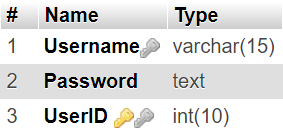 # Name Type
1 Username varchar(15)
2 Password text
3 UserID int(10)